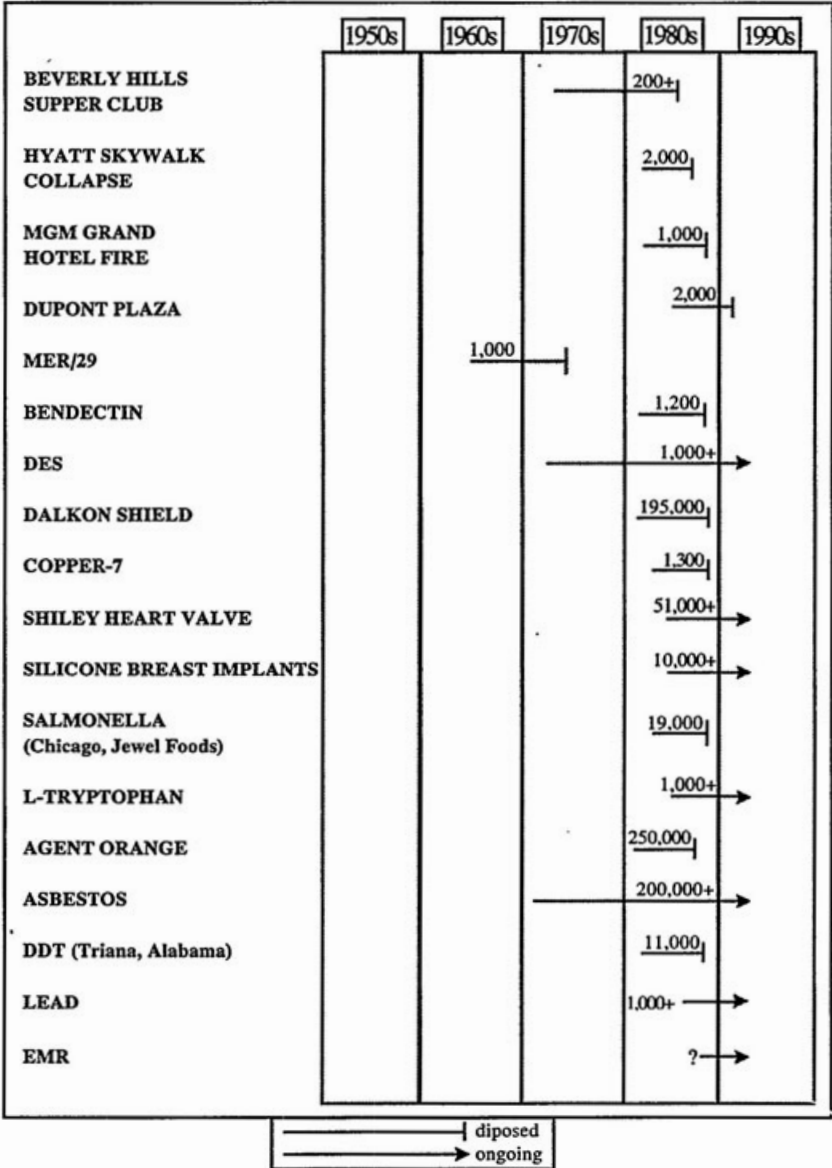 1950s 1960s 1970s 1980s 1990s
BEVERLY HILLS
SUPPER CLUB 200+
HYATT SKYWALK
COLLAPSE 2,000
MGM GRAND
HOTEL FIRE 1,000
DUPONT PLAZA 2,000
MER/29 1,000
BENDECTIN 1,200
DES 1,000+
DALKON SHIELD 195,000
COPPER-7 1,300
SHILEY HEART VALVE 51,000+
SILICONE BREAST IMPLANTS 10,000+
SALMONELLA 19,000
(Chicago, Jewel Foods)
L-TRYPTOPHAN 1,000+
AGENT ORANGE 250,000
ASBESTOS 200,000+
DDT (Triana, Alabama) 11,000
LEAD 1,000+
EMR ?
diposed
ongoing